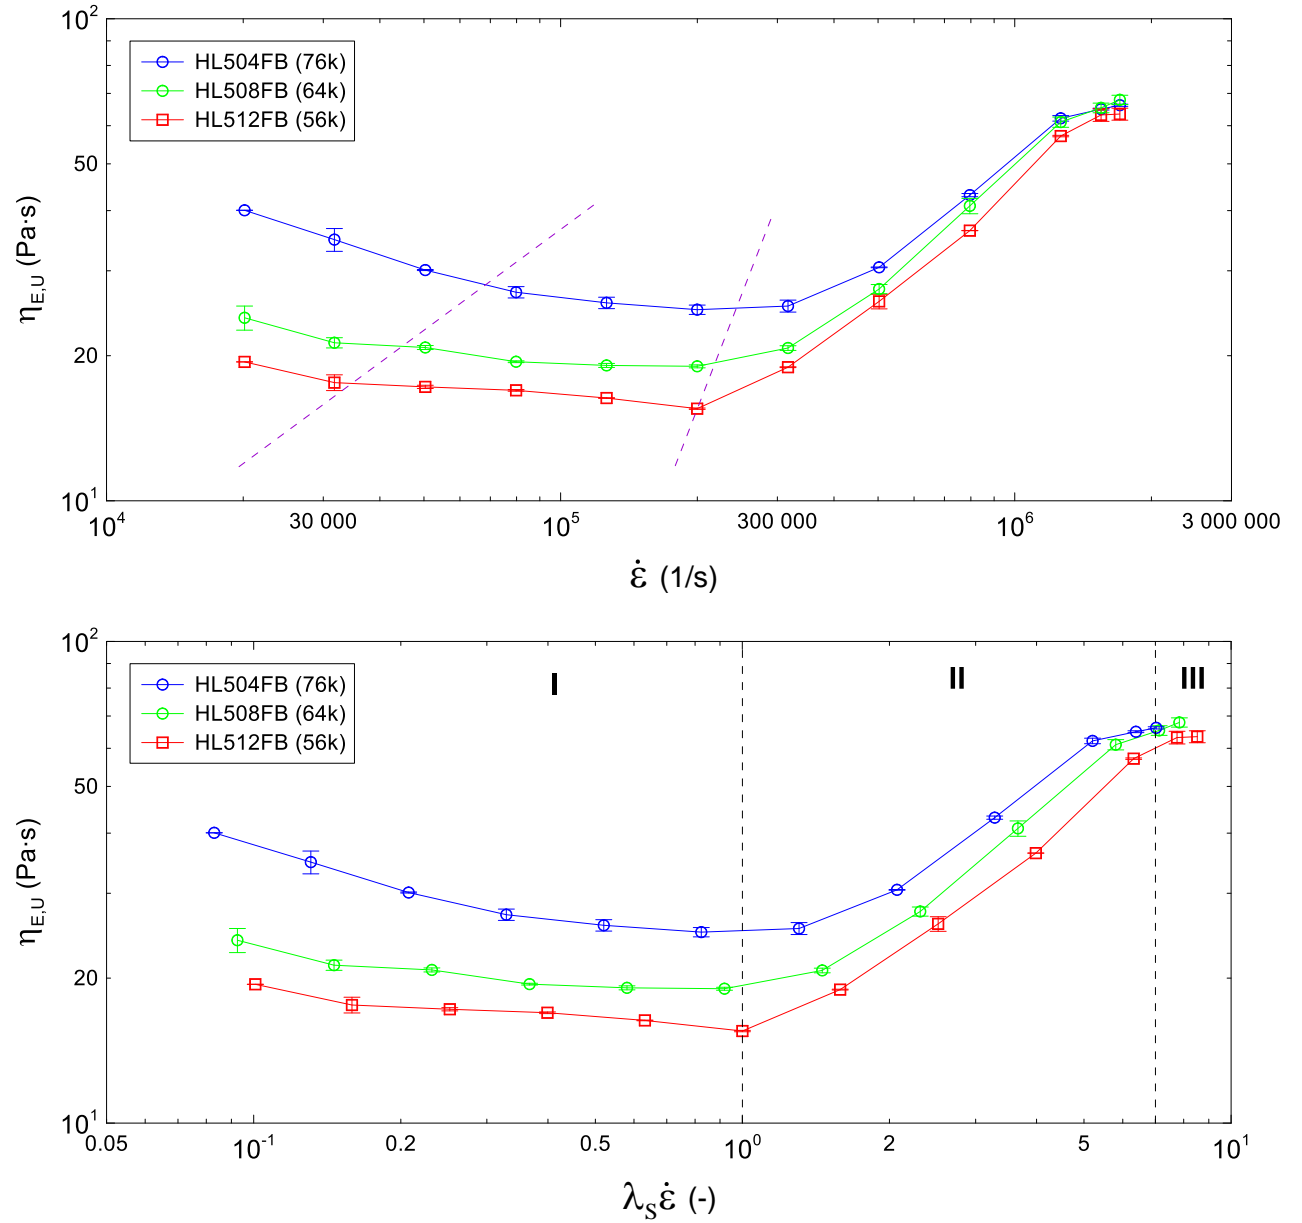 10²
HL504FB (76k)
HL508FB (64k)
HL512FB (56k)
50
20
10¹
η_E,U (Pa·s)
10⁴ 30 000 10⁵ 300 000 10⁶ 3 000 000
ε̇ (1/s)
10²
HL504FB (76k)
HL508FB (64k)
HL512FB (56k)
I II III
50
20
10¹
η_E,U (Pa·s)
0.05 10⁻¹ 0.2 0.5 10⁰ 2 5 10¹
λ_S ε̇ (-)